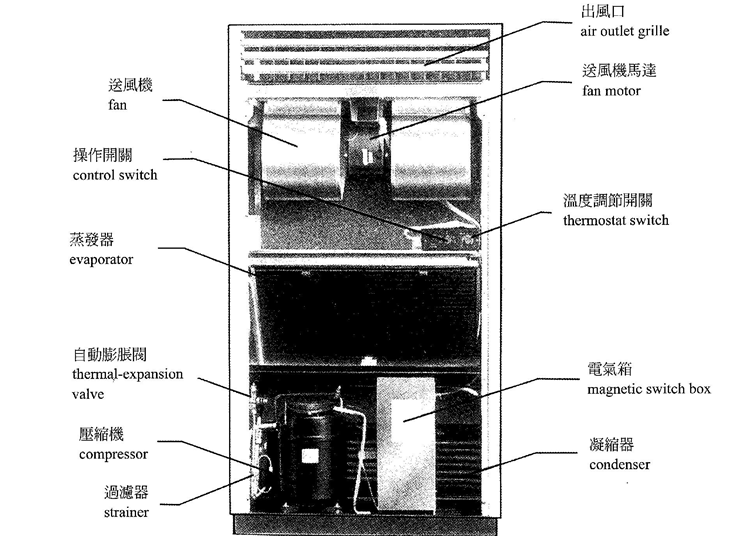 出風口
air outlet grille
送風機
fan
送風機馬達
fan motor
操作開關
control switch
溫度調節開關
thermostat switch
蒸發器
evaporator
自動膨脹閥
thermal-expansion
valve
電氣箱
magnetic switch box
壓縮機
compressor
凝縮器
condenser
過濾器
strainer